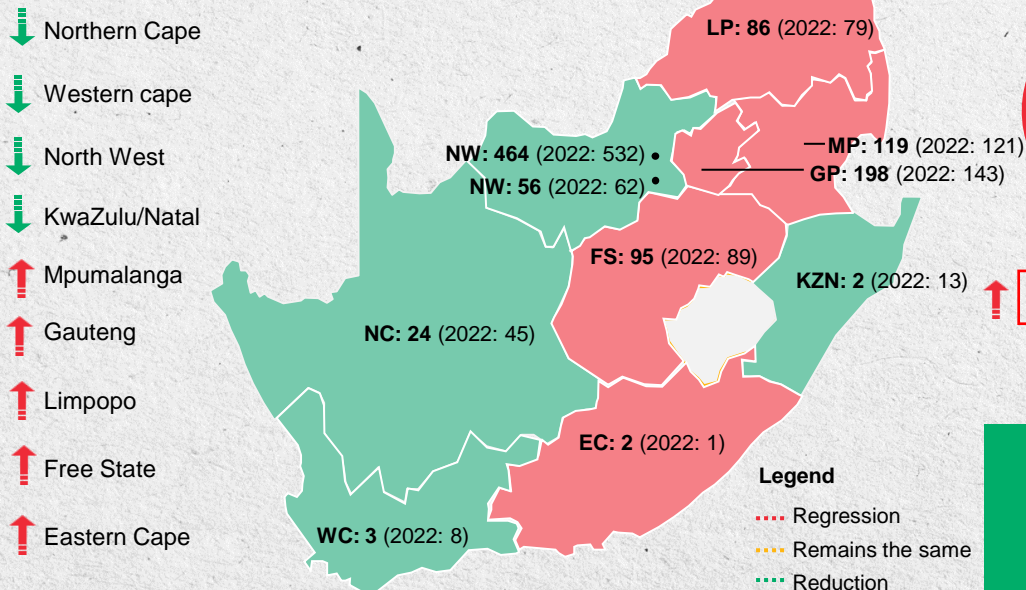 Northern Cape
Western cape
North West
KwaZulu/Natal
Mpumalanga
Gauteng
Limpopo
Free State
Eastern Cape
LP: 86 (2022: 79)
MP: 119 (2022: 121)
GP: 198 (2022: 143)
NW: 464 (2022: 532)
NW: 56 (2022: 62)
FS: 95 (2022: 89)
KZN: 2 (2022: 13)
NC: 24 (2022: 45)
EC: 2 (2022: 1)
WC: 3 (2022: 8)
Legend
Regression
Remains the same
Reduction